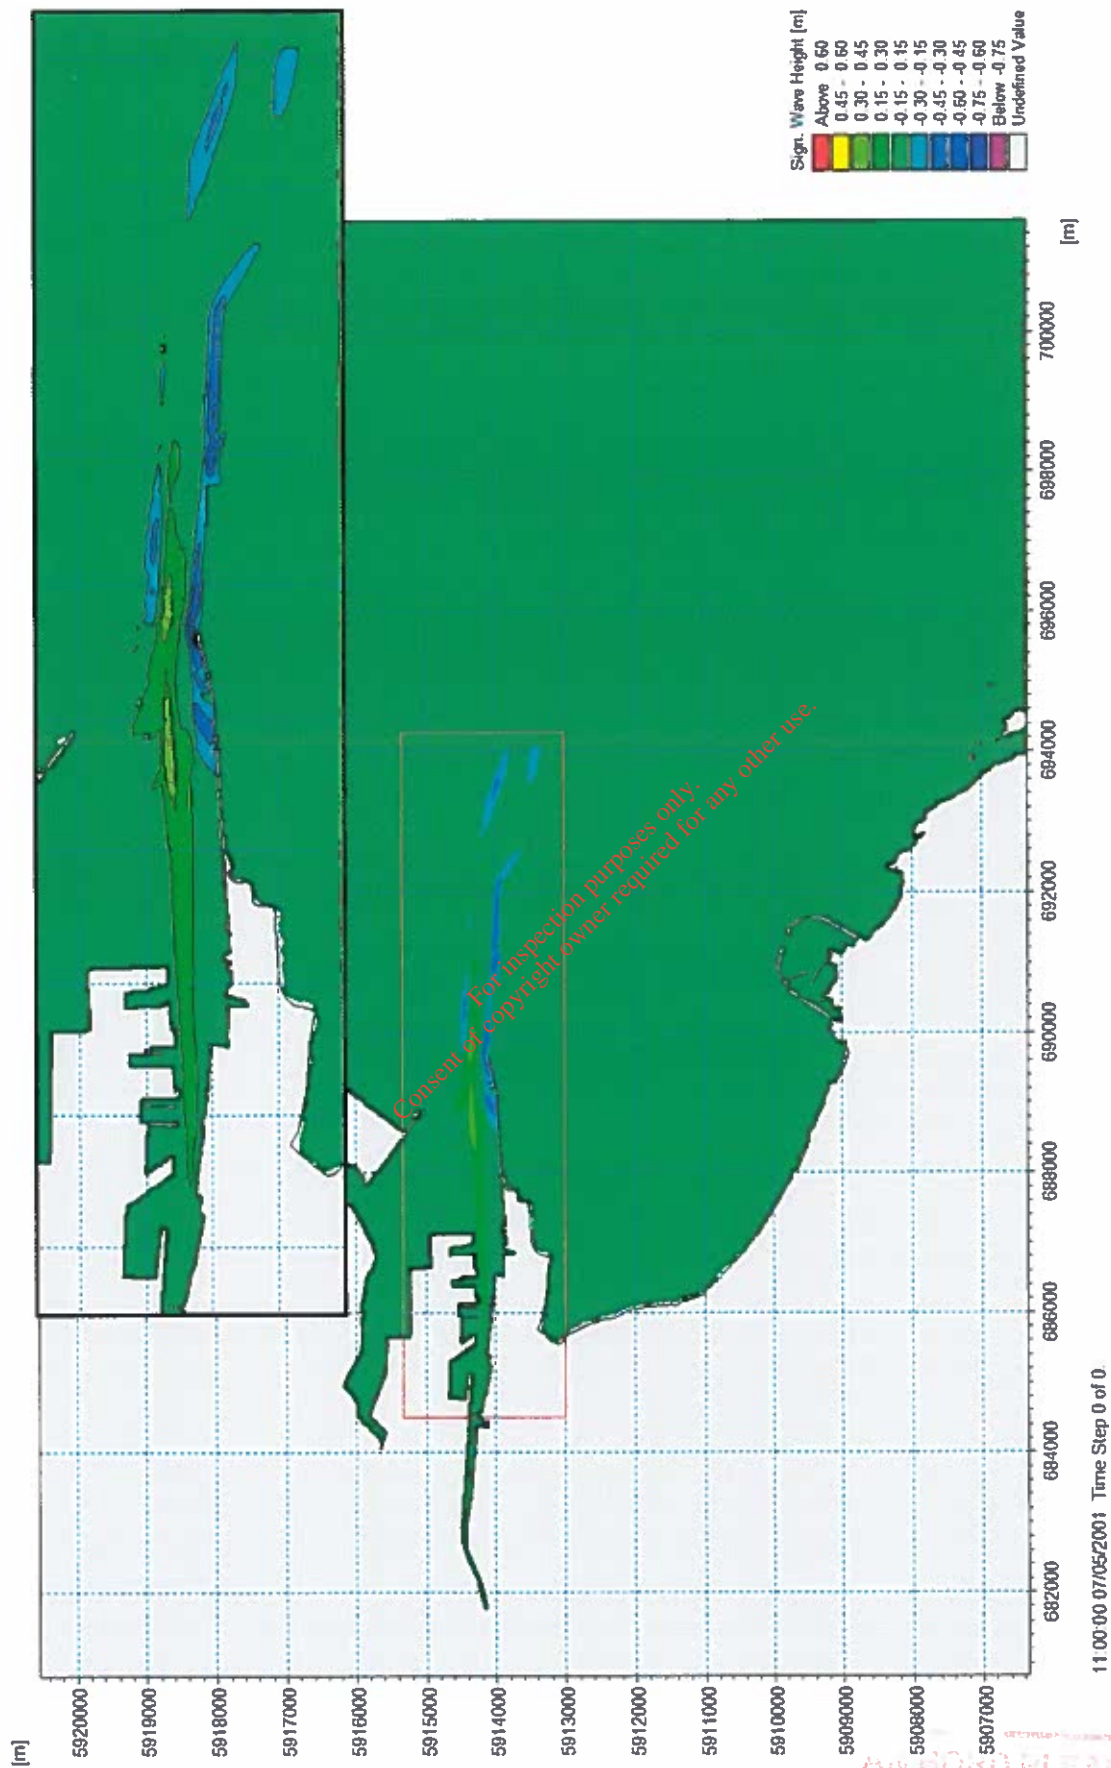 [m]
5920000
5919000
5918000
5917000
5916000
5915000
5914000
5913000
5912000
5911000
5910000
5909000
5908000
5907000
682000
684000
686000
688000
690000
692000
694000
696000
698000
700000
[m]
Sign. Wave Height [m]
Above 0.60
0.45 - 0.60
0.30 - 0.45
0.15 - 0.30
-0.15 - 0.15
-0.30 - -0.15
-0.45 - -0.30
-0.60 - -0.45
-0.75 - -0.60
Below -0.75
Undefined Value
11:00:00 07/05/2001 Time Step 0 of 0.
For inspection purposes only.
Consent of copyright owner required for any other use.